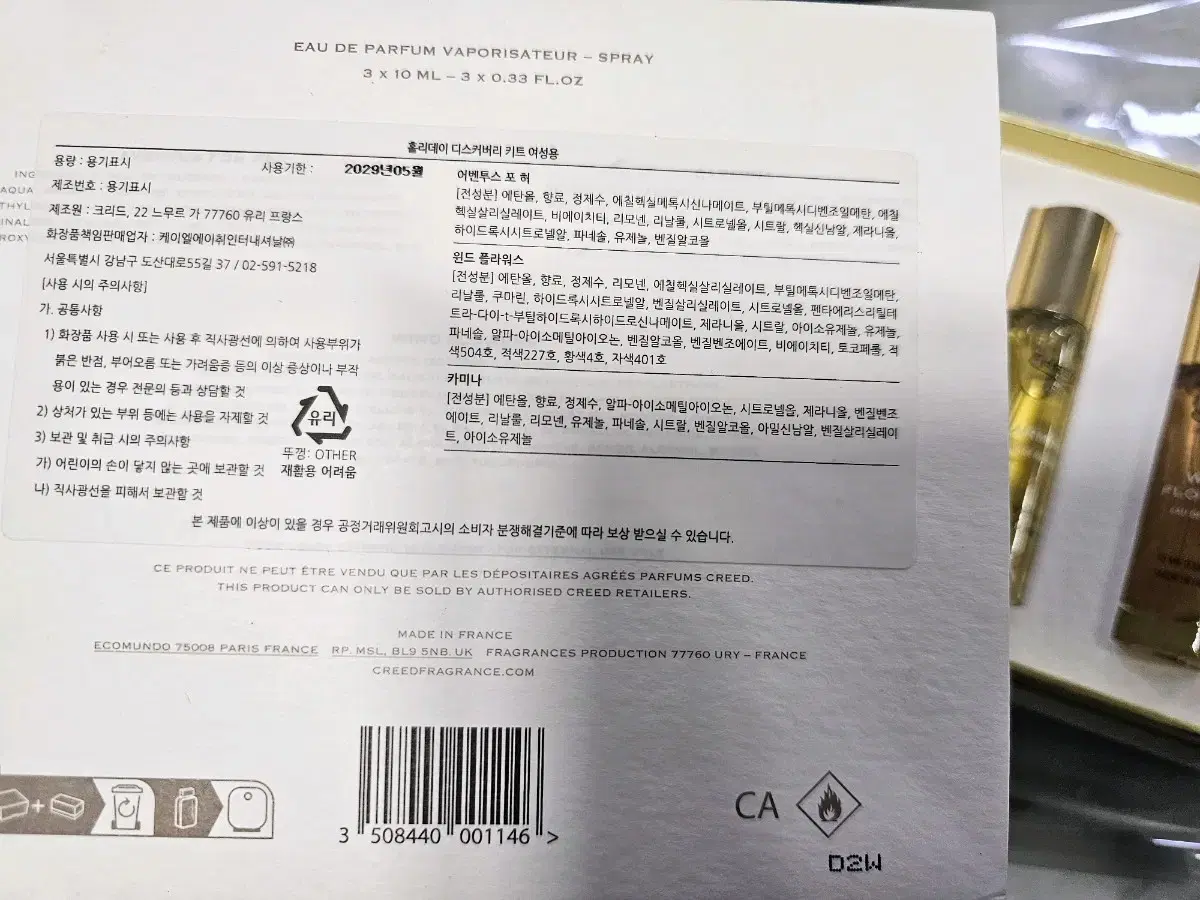 EAU DE PARFUM VAPORISATEUR – SPRAY
3 x 10 ML – 3 x 0.33 FL.OZ
ING
AQUA
THYL
INAL
ROXY
홀리데이 디스커버리 키트 여성용
용량 : 용기표시
사용기한 : 2029년05월
제조번호 : 용기표시
제조원 : 크리드, 22 느무르 가 77760 유리 프랑스
화장품책임판매업자 : 케이엘에이취인터내셔날㈜
서울특별시 강남구 도산대로55길 37 / 02-591-5218
[사용 시의 주의사항]
가. 공통사항
1) 화장품 사용 시 또는 사용 후 직사광선에 의하여 사용부위가
붉은 반점, 부어오름 또는 가려움증 등의 이상 증상이나 부작
용이 있는 경우 전문의 등과 상담할 것
2) 상처가 있는 부위 등에는 사용을 자제할 것
3) 보관 및 취급 시의 주의사항
가) 어린이의 손이 닿지 않는 곳에 보관할 것
나) 직사광선을 피해서 보관할 것
유리
뚜껑: OTHER
재활용 어려움
어벤투스 포 허
[전성분] 에탄올, 향료, 정제수, 에칠헥실메톡시신나메이트, 부틸메톡시디벤조일메탄, 에칠
헥실살리실레이트, 비에이치티, 리모넨, 리날룰, 시트로넬올, 시트랄, 헥실신남알, 제라니올,
하이드록시시트로넬알, 파네솔, 유제놀, 벤질알코올
윈드 플라워스
[전성분] 에탄올, 향료, 정제수, 리모넨, 에칠헥실살리실레이트, 부틸메톡시디벤조일메탄,
리날룰, 쿠마린, 하이드록시시트로넬알, 벤질살리실레이트, 시트로넬올, 펜타에리스리틸테
트라-다이-t-부틸하이드록시하이드로신나메이트, 제라니올, 시트랄, 아이소유제놀, 유제놀,
파네솔, 알파-아이소메틸아이오논, 벤질알코올, 벤질벤조에이트, 비에이치티, 토코페롤, 적
색504호, 적색227호, 황색4호, 자색401호
카미나
[전성분] 에탄올, 향료, 정제수, 알파-아이소메틸아이오논, 시트로넬올, 제라니올, 벤질벤조
에이트, 리날룰, 리모넨, 유제놀, 파네솔, 시트랄, 벤질알코올, 아밀신남알, 벤질살리실레이
트, 아이소유제놀
본 제품에 이상이 있을 경우 공정거래위원회고시의 소비자 분쟁해결기준에 따라 보상 받으실 수 있습니다.
CE PRODUIT NE PEUT ÊTRE VENDU QUE PAR LES DÉPOSITAIRES AGRÉÉS PARFUMS CREED.
THIS PRODUCT CAN ONLY BE SOLD BY AUTHORISED CREED RETAILERS.
MADE IN FRANCE
ECOMUNDO 75008 PARIS FRANCE RP. MSL, BL9 5NB. UK FRAGRANCES PRODUCTION 77760 URY – FRANCE
CREEDFRAGRANCE.COM
3 508440 001146 >
CA
D2W